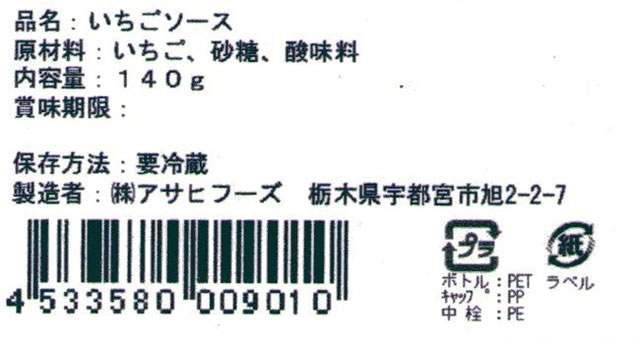 品名：いちごソース
原材料：いちご、砂糖、酸味料
内容量：１４０ｇ
賞味期限：
保存方法：要冷蔵
製造者：㈱アサヒフーズ　栃木県宇都宮市旭2-2-7
4 533580 009010
プラ
ボトル：PET
ｷｬｯﾌﾟ：PP
中栓：PE
紙
ラベル